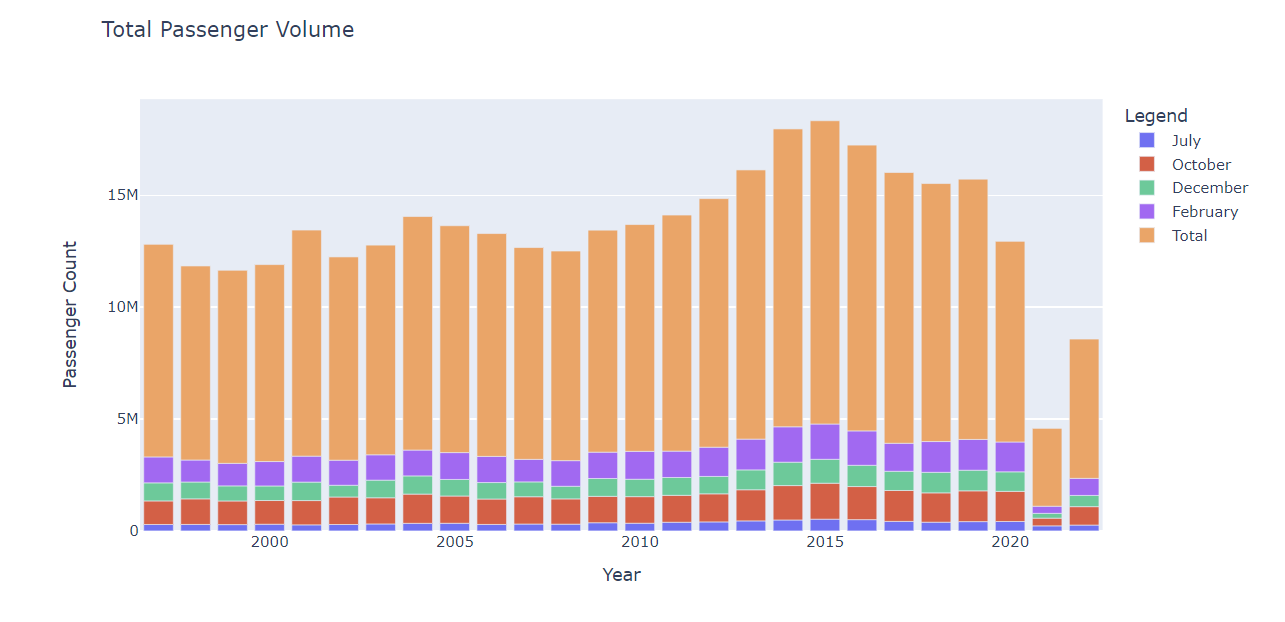 Total Passenger Volume
Legend
July
October
December
February
Total
Passenger Count
15M
10M
5M
0
2000
2005
2010
2015
2020
Year